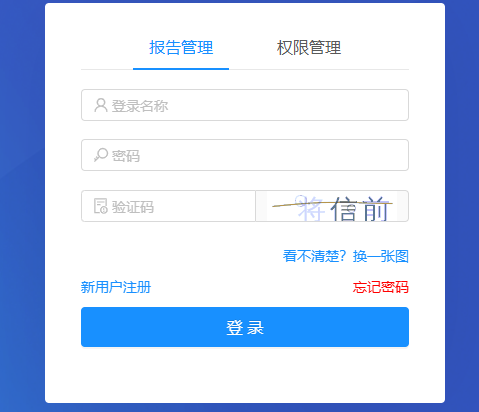 报告管理 权限管理
登录名称
密码
验证码 将信前
看不清楚？换一张图
新用户注册 忘记密码
登 录